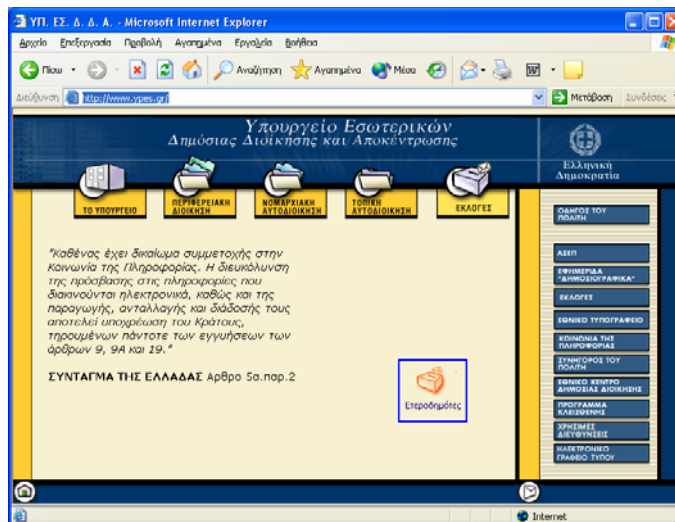 ΥΠ. ΕΣ. Δ. Δ. Α. - Microsoft Internet Explorer
Αρχείο Επεξεργασία Προβολή Αγαπημένα Εργαλεία Βοήθεια
Πίσω Αναζήτηση Αγαπημένα Μέσα
Διεύθυνση http://www.ypes.gr/ Μετάβαση Συνδέσεις
Υπουργείο Εσωτερικών
Δημόσιας Διοίκησης και Αποκέντρωσης
Ελληνική
Δημοκρατία
ΤΟ ΥΠΟΥΡΓΕΙΟ
ΠΕΡΙΦΕΡΕΙΑΚΗ
ΔΙΟΙΚΗΣΗ
ΝΟΜΑΡΧΙΑΚΗ
ΑΥΤΟΔΙΟΙΚΗΣΗ
ΤΟΠΙΚΗ
ΑΥΤΟΔΙΟΙΚΗΣΗ
ΕΚΛΟΓΕΣ
"Καθένας έχει δικαίωμα συμμετοχής στην
Κοινωνία της Πληροφορίας. Η διευκόλυνση
της πρόσβασης στις πληροφορίες που
διακινούνται ηλεκτρονικά, καθώς και της
παραγωγής, ανταλλαγής και διάδοσής τους
αποτελεί υποχρέωση του Κράτους,
τηρουμένων πάντοτε των εγγυήσεων των
άρθρων 9, 9Α και 19."
ΣΥΝΤΑΓΜΑ ΤΗΣ ΕΛΛΑΔΑΣ Αρθρο 5α.παρ.2
Ετεροδημότες
ΟΔΗΓΟΣ ΤΟΥ
ΠΟΛΙΤΗ
ΑΣΕΠ
ΕΦΗΜΕΡΙΔΑ
"ΔΗΜΟΣΙΟΓΡΑΦΙΚΑ"
ΕΚΛΟΓΕΣ
ΕΘΝΙΚΟ ΤΥΠΟΓΡΑΦΕΙΟ
ΚΟΙΝΩΝΙΑ ΤΗΣ
ΠΛΗΡΟΦΟΡΙΑΣ
ΣΥΝΗΓΟΡΟΣ ΤΟΥ
ΠΟΛΙΤΗ
ΕΘΝΙΚΟ ΚΕΝΤΡΟ
ΔΗΜΟΣΙΑΣ ΔΙΟΙΚΗΣΗΣ
ΠΡΟΓΡΑΜΜΑ
ΚΛΕΙΣΘΕΝΗΣ
ΧΡΗΣΙΜΕΣ
ΔΙΕΥΘΥΝΣΕΙΣ
ΗΛΕΚΤΡΟΝΙΚΟ
ΓΡΑΦΕΙΟ ΤΥΠΟΥ
Internet